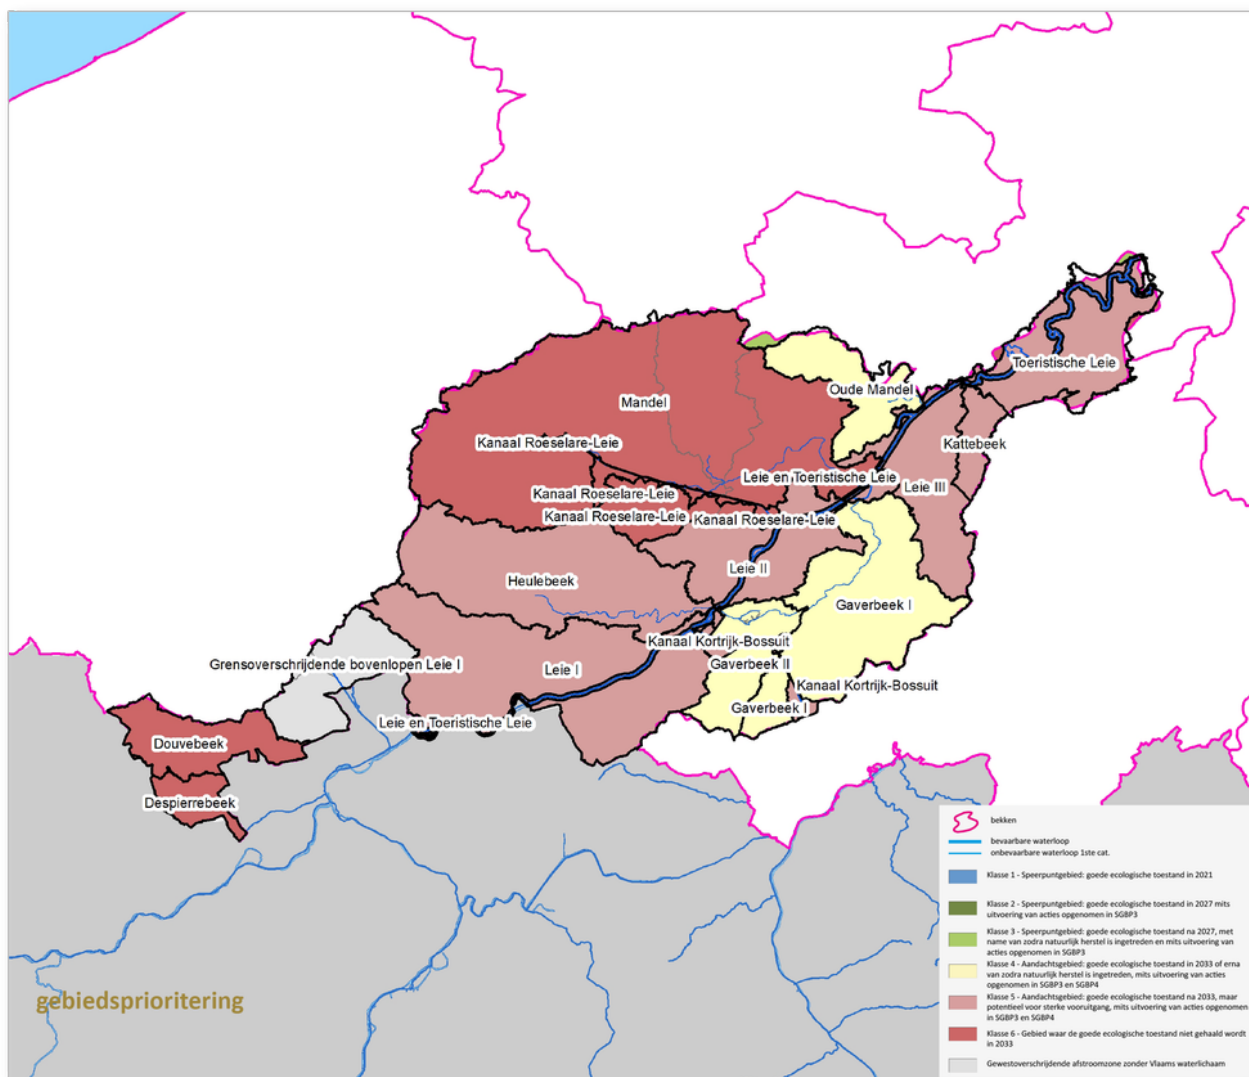 Toeristische Leie
Oude Mandel
Mandel
Kanaal Roeselare-Leie
Kattebeek
Leie en Toeristische Leie
Leie III
Kanaal Roeselare-Leie
Kanaal Roeselare-Leie
Kanaal Roeselare-Leie
Leie II
Heulebeek
Gaverbeek I
Kanaal Kortrijk-Bossuit
Grensoverschrijdende bovenlopen Leie I
Leie I
Gaverbeek II
Kanaal Kortrijk-Bossuit
Gaverbeek I
Leie en Toeristische Leie
Douvebeek
Despierrebeek
gebiedsprioritering
bekken
bevaarbare waterloop
onbevaarbare waterloop 1ste cat.
Klasse 1 - Speerpuntgebied: goede ecologische toestand in 2021
Klasse 2 - Speerpuntgebied: goede ecologische toestand in 2027 mits
uitvoering van acties opgenomen in SGBP3
Klasse 3 - Speerpuntgebied: goede ecologische toestand na 2027, met
name van zodra natuurlijk herstel is ingetreden en mits uitvoering van
acties opgenomen in SGBP3
Klasse 4 - Aandachtsgebied: goede ecologische toestand in 2033 of erna
van zodra natuurlijk herstel is ingetreden, mits uitvoering van acties
opgenomen in SGBP3 en SGBP4
Klasse 5 - Aandachtsgebied: goede ecologische toestand na 2033, maar
potentieel voor sterke vooruitgang, mits uitvoering van acties opgenomen
in SGBP3 en SGBP4
Klasse 6 - Gebied waar de goede ecologische toestand niet gehaald wordt
in 2033
Gewestoverschrijdende afstroomzone zonder Vlaams waterlichaam